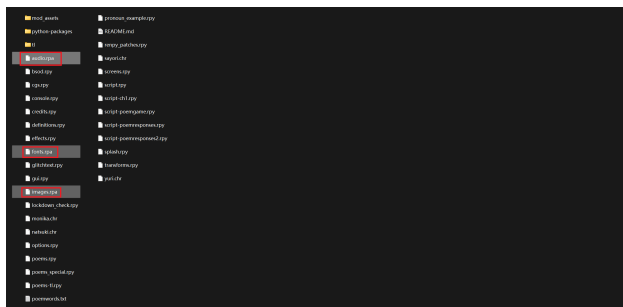 mod_assets
python-packages
tl
audio.rpa
bsod.rpy
cgs.rpy
console.rpy
credits.rpy
definitions.rpy
effects.rpy
fonts.rpa
glitchtext.rpy
gui.rpy
images.rpa
lockdown_check.rpy
monika.chr
natsuki.chr
options.rpy
poems.rpy
poems_special.rpy
poems-tl.rpy
poemwords.txt
pronoun_example.rpy
README.md
renpy_patches.rpy
sayori.chr
screens.rpy
script.rpy
script-ch1.rpy
script-poemgame.rpy
script-poemresponses.rpy
script-poemresponses2.rpy
splash.rpy
transforms.rpy
yuri.chr